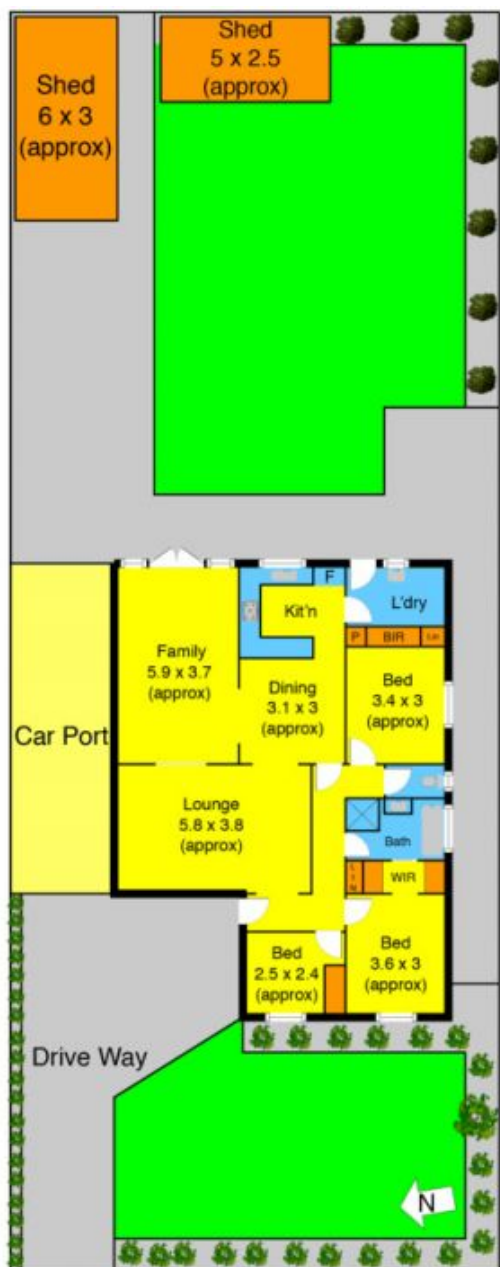 Shed
6 x 3
(approx)
Shed
5 x 2.5
(approx)
F
Kit'n
L'dry
P
BIR
Lin
Family
5.9 x 3.7
(approx)
Dining
3.1 x 3
(approx)
Bed
3.4 x 3
(approx)
Car Port
Lounge
5.8 x 3.8
(approx)
Bath
LIN
WIR
Bed
2.5 x 2.4
(approx)
Bed
3.6 x 3
(approx)
Drive Way
N